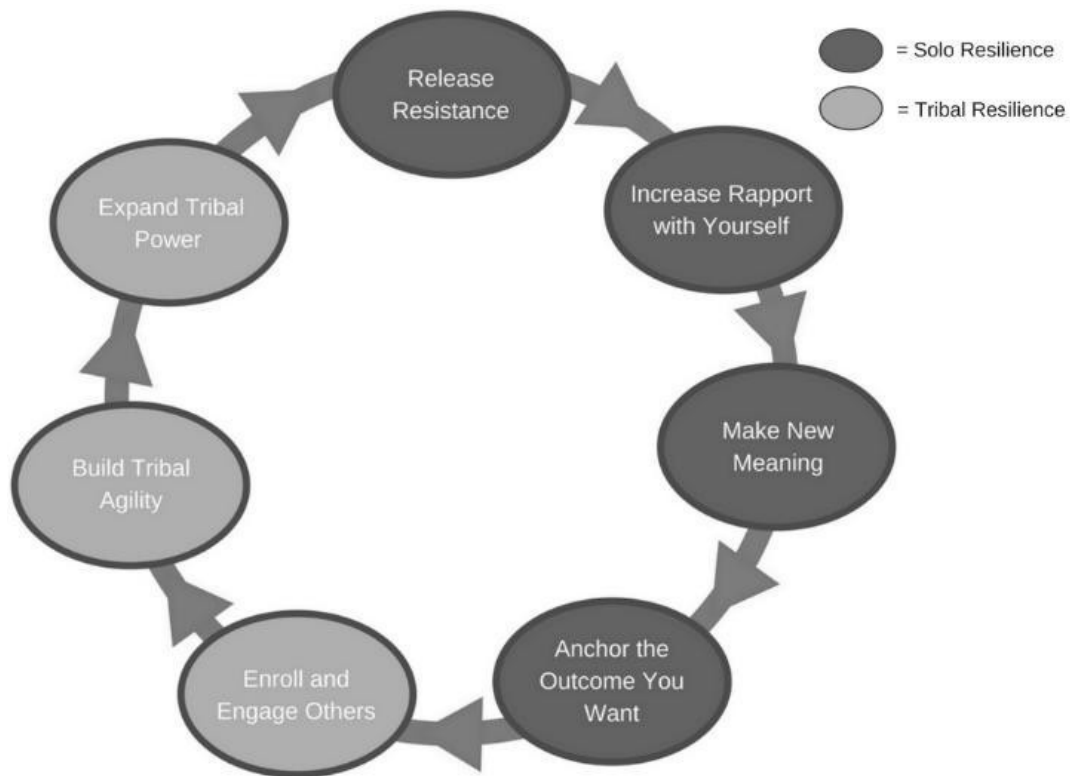 Release
Resistance
= Solo Resilience
= Tribal Resilience
Increase Rapport
with Yourself
Make New
Meaning
Anchor the
Outcome You
Want
Enroll and
Engage Others
Build Tribal
Agility
Expand Tribal
Power